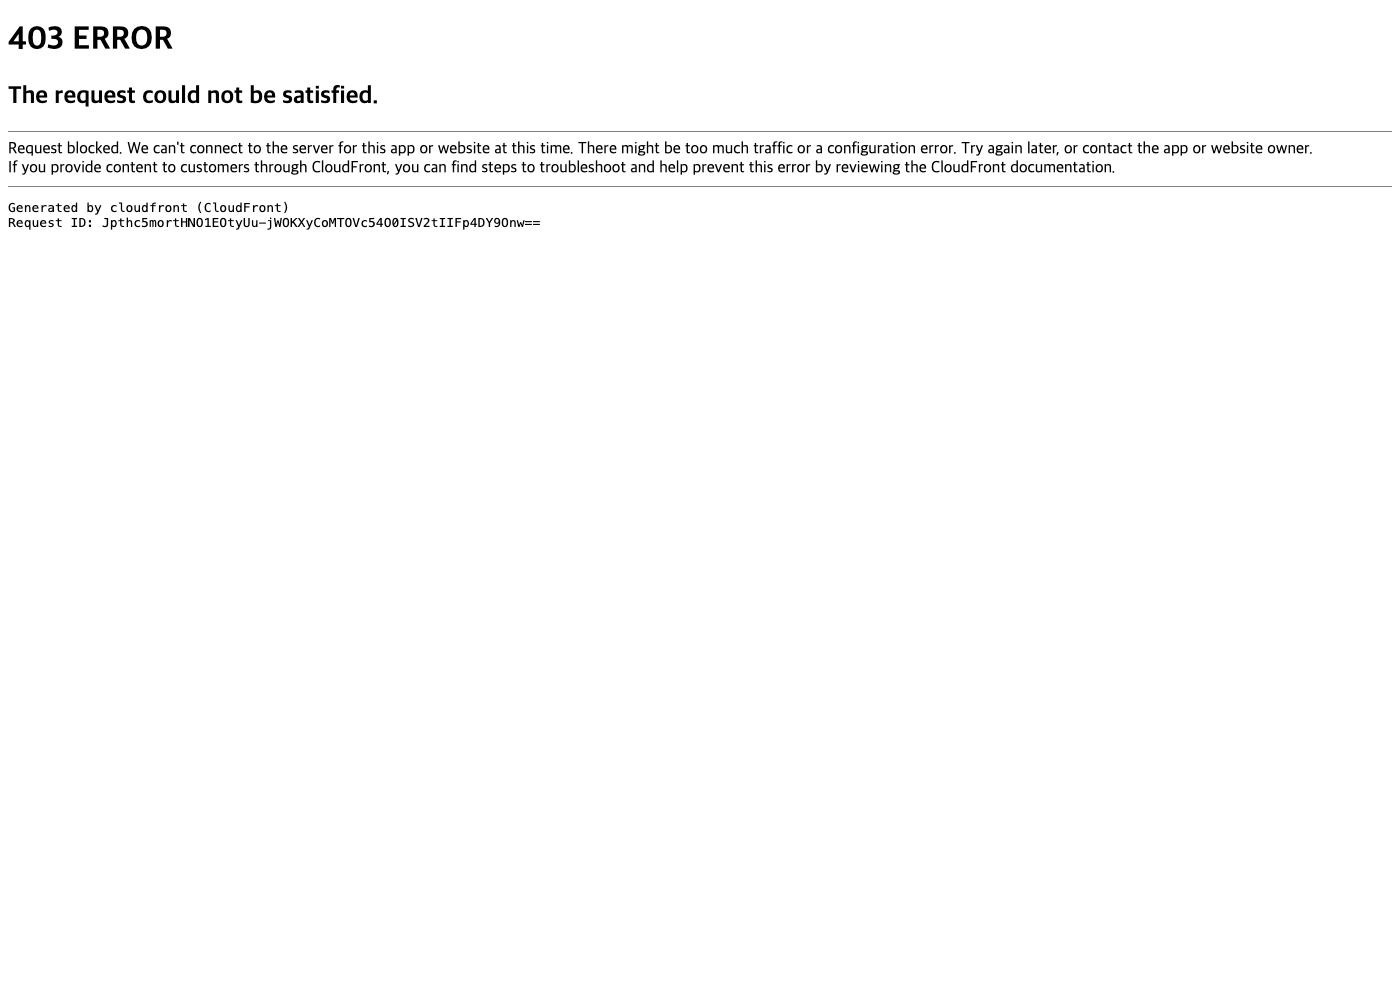 403 ERROR
The request could not be satisfied.
Request blocked. We can't connect to the server for this app or website at this time. There might be too much traffic or a configuration error. Try again later, or contact the app or website owner.
If you provide content to customers through CloudFront, you can find steps to troubleshoot and help prevent this error by reviewing the CloudFront documentation.
Generated by cloudfront (CloudFront)
Request ID: Jpthc5mortHNO1EOtyUu-jWOKXyCoMTOVc54O0ISV2tIIFp4DY9Onw==